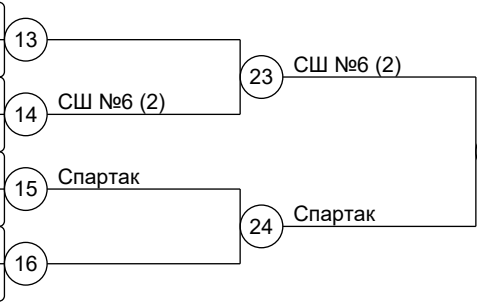 13
23 СШ №6 (2)
14 СШ №6 (2)
15 Спартак
24 Спартак
16